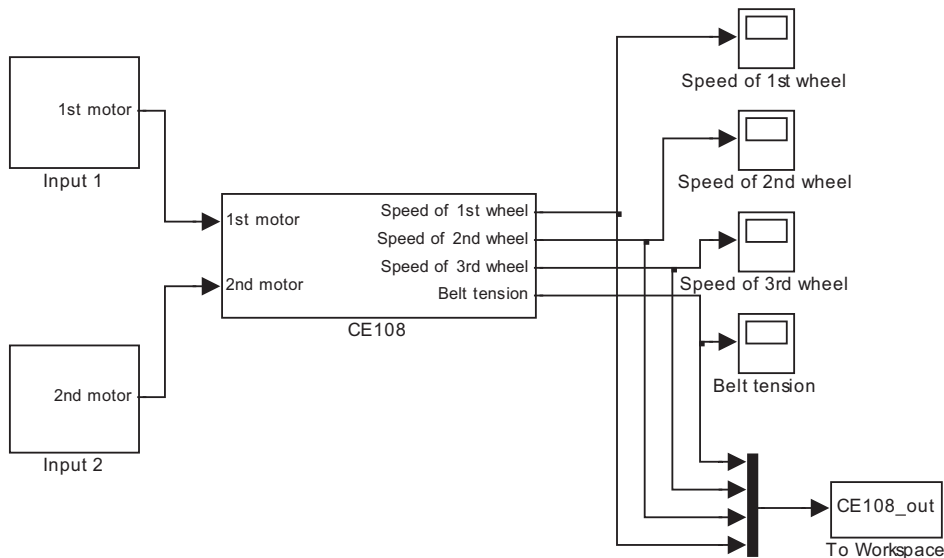 1st motor
Input 1
2nd motor
Input 2
1st motor
2nd motor
Speed of 1st wheel
Speed of 2nd wheel
Speed of 3rd wheel
Belt tension
CE108
Speed of 1st wheel
Speed of 2nd wheel
Speed of 3rd wheel
Belt tension
CE108_out
To Workspace